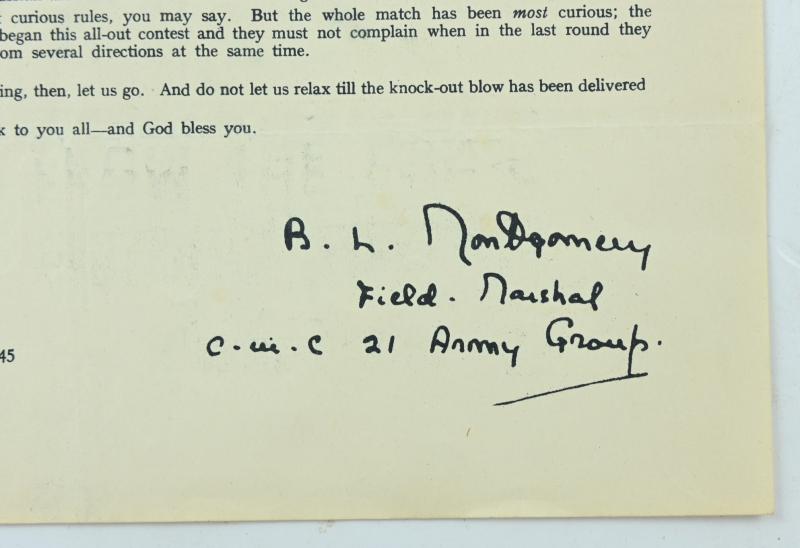 curious rules, you may say. But the whole match has been most curious; the
began this all-out contest and they must not complain when in the last round they
om several directions at the same time.
ing, then, let us go. And do not let us relax till the knock-out blow has been delivered
k to you all—and God bless you.
B. L. Montgomery
Field-Marshal
C-in-C 21 Army Group.
45